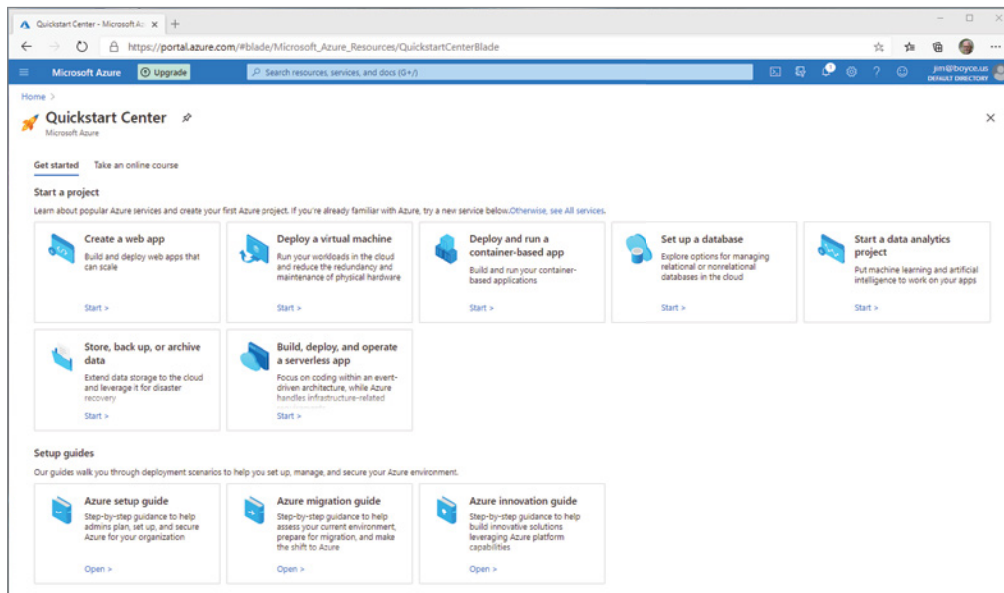 Quickstart Center - Microsoft Az
https://portal.azure.com/#blade/Microsoft_Azure_Resources/QuickstartCenterBlade
Microsoft Azure
Upgrade
Search resources, services, and docs (G+/)
1
jim@boyce.us
DEFAULT DIRECTORY
Home >
Quickstart Center
Microsoft Azure
Get started
Take an online course
Start a project
Learn about popular Azure services and create your first Azure project. If you're already familiar with Azure, try a new service below.Otherwise, see All services.
Create a web app
Build and deploy web apps that
can scale
Start >
Deploy a virtual machine
Run your workloads in the cloud
and reduce the redundancy and
maintenance of physical hardware
Start >
Deploy and run a
container-based app
Build and run your container-
based applications
Start >
Set up a database
Explore options for managing
relational or nonrelational
databases in the cloud
Start >
Start a data analytics
project
Put machine learning and artificial
intelligence to work on your apps
Start >
Store, back up, or archive
data
Extend data storage to the cloud
and leverage it for disaster
recovery
Start >
Build, deploy, and operate
a serverless app
Focus on coding within an event-
driven architecture, while Azure
handles infrastructure-related
Start >
Setup guides
Our guides walk you through deployment scenarios to help you set up, manage, and secure your Azure environment.
Azure setup guide
Step-by-step guidance to help
admins plan, set up, and secure
Azure for your organization
Open >
Azure migration guide
Step-by-step guidance to help
assess your current environment,
prepare for migration, and make
the shift to Azure
Open >
Azure innovation guide
Step-by-step guidance to help
build innovative solutions
leveraging Azure platform
capabilities
Open >